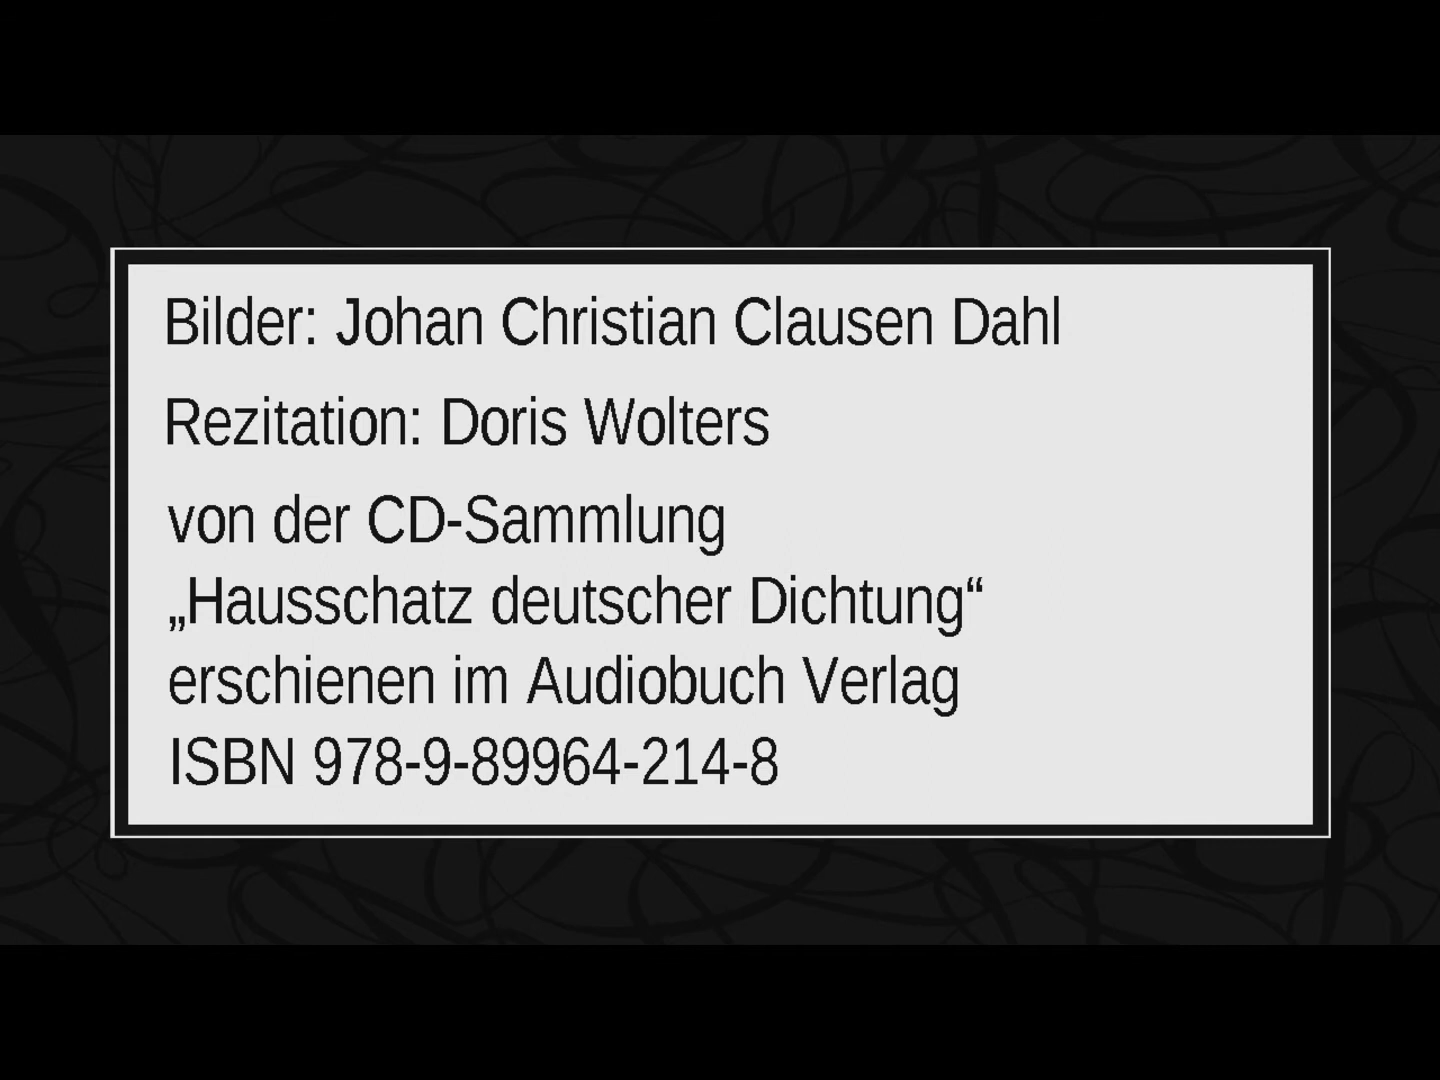 Bilder: Johan Christian Clausen Dahl
Rezitation: Doris Wolters
von der CD-Sammlung
„Hausschatz deutscher Dichtung“
erschienen im Audiobuch Verlag
ISBN 978-9-89964-214-8